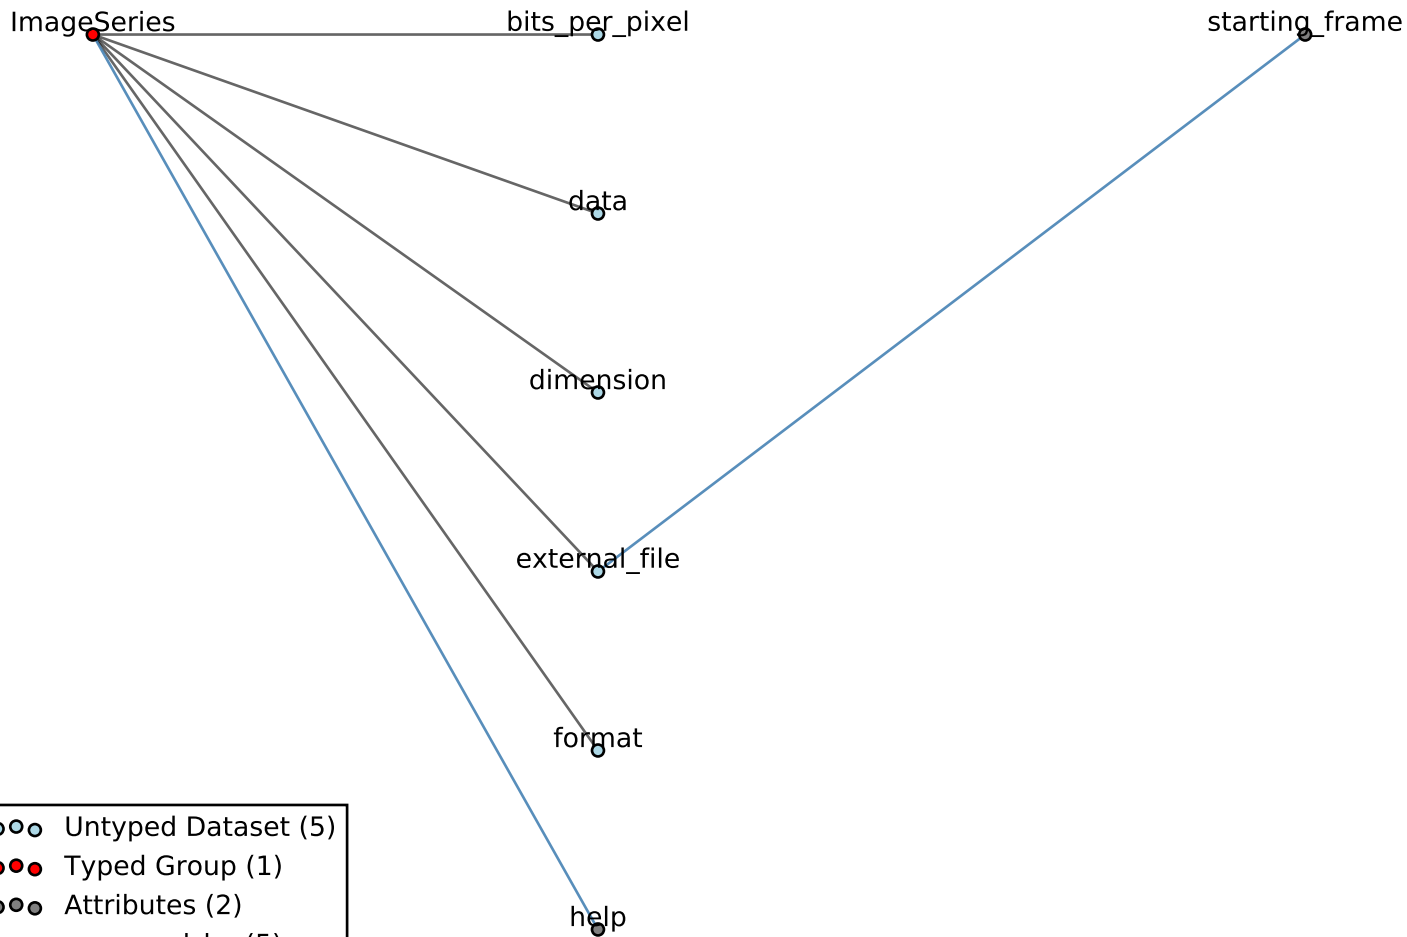 ImageSeries
bits_per_pixel
starting_frame
data
dimension
external_file
format
help
Untyped Dataset (5)
Typed Group (1)
Attributes (2)